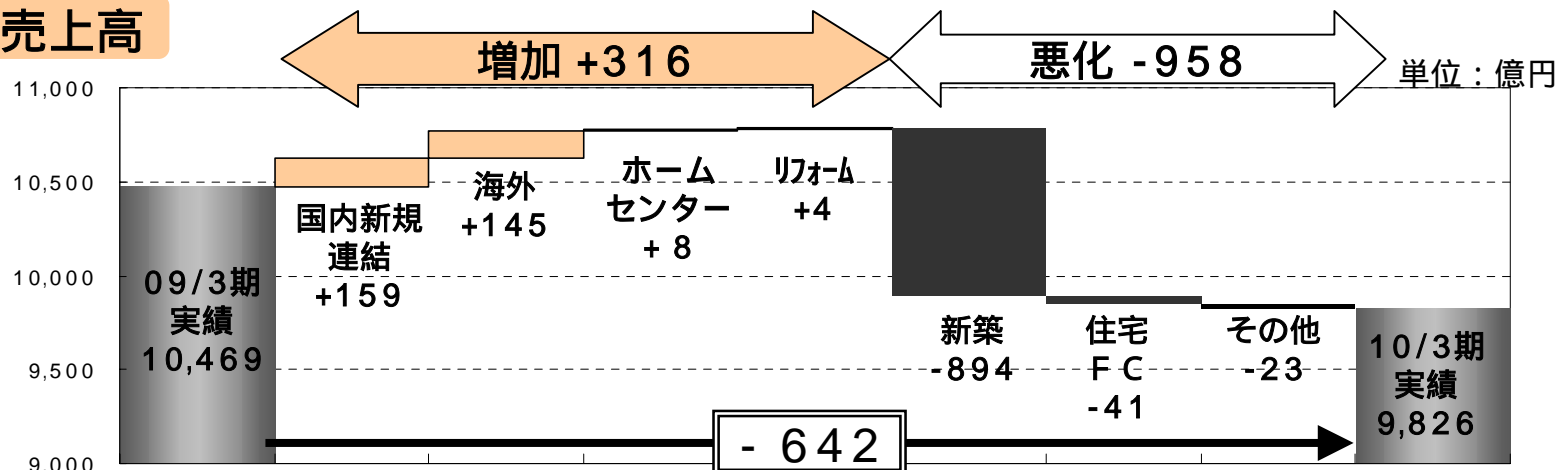 売上高
増加 +316
悪化 -958
単位：億円
11,000
10,500
10,000
9,500
9,000
09/3期
実績
10,469
国内新規
連結
+159
海外
+145
ホーム
センター
+ 8
ﾘﾌｫｰﾑ
+4
新築
-894
住宅
ＦＣ
-41
その他
-23
10/3期
実績
9,826
- 642